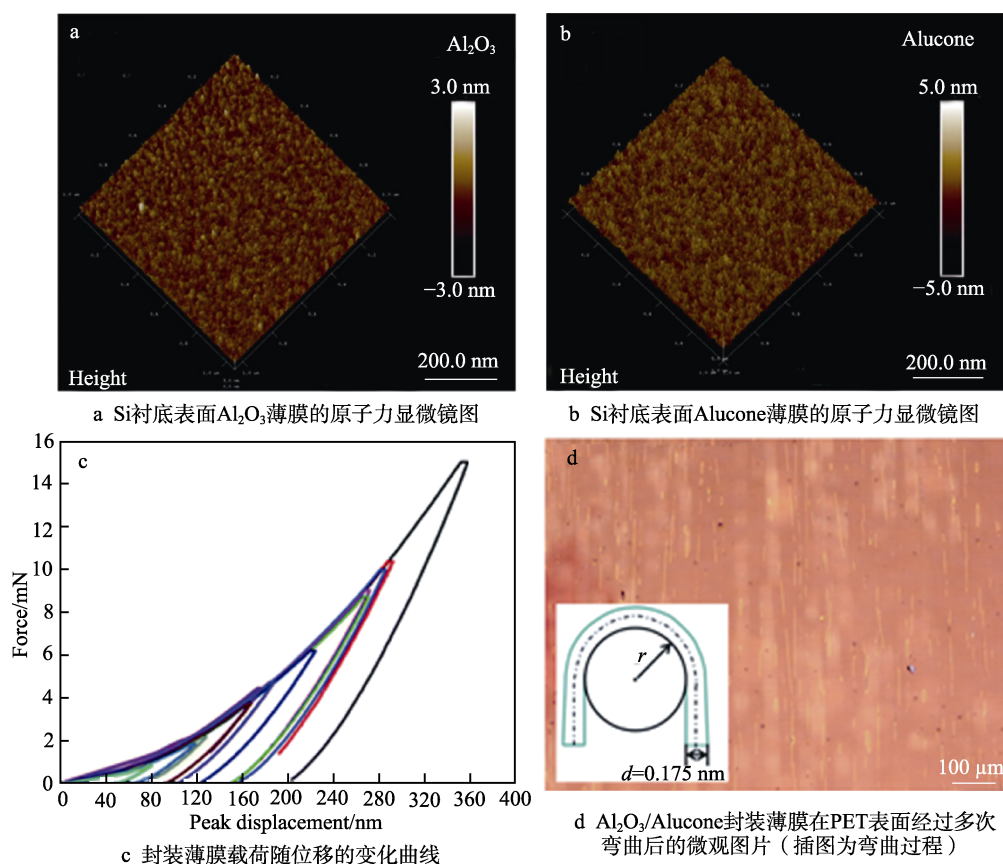 a
Al₂O₃
3.0 nm
−3.0 nm
Height
200.0 nm
b
Alucone
5.0 nm
−5.0 nm
200.0 nm
a Si衬底表面Al₂O₃薄膜的原子力显微镜图
b Si衬底表面Alucone薄膜的原子力显微镜图
c
16
14
12
10
8
6
4
2
0
Force/mN
0 40 80 120 160 200 240 280 320 360 400
Peak displacement/nm
c 封装薄膜载荷随位移的变化曲线
d
r
d=0.175 nm
100 μm
d Al₂O₃/Alucone封装薄膜在PET表面经过多次
弯曲后的微观图片（插图为弯曲过程）